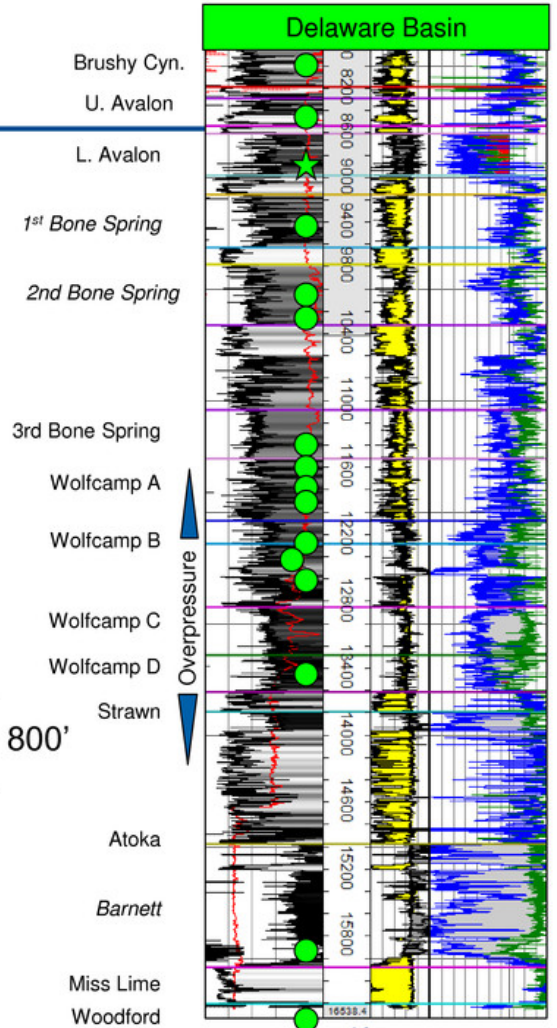 Delaware Basin
Brushy Cyn.
8200
U. Avalon
8600
L. Avalon
9000
1st Bone Spring
9400
9800
2nd Bone Spring
10400
11000
3rd Bone Spring
11600
Wolfcamp A
12200
Wolfcamp B
Overpressure
12800
Wolfcamp C
13400
Wolfcamp D
Strawn
800’
14000
14600
Atoka
15200
Barnett
15800
Miss Lime
16538.4
Woodford